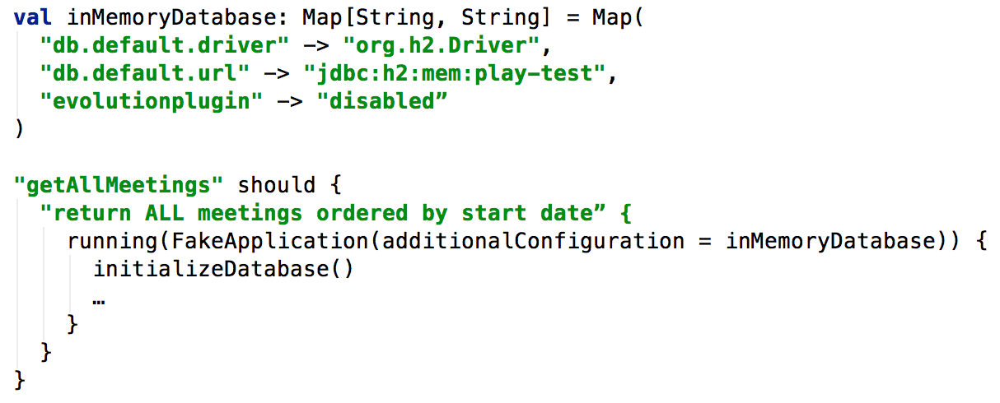 val inMemoryDatabase: Map[String, String] = Map(
  "db.default.driver" -> "org.h2.Driver",
  "db.default.url" -> "jdbc:h2:mem:play-test",
  "evolutionplugin" -> "disabled”
)

"getAllMeetings" should {
  "return ALL meetings ordered by start date” {
    running(FakeApplication(additionalConfiguration = inMemoryDatabase)) {
      initializeDatabase()
      …
    }
  }
}